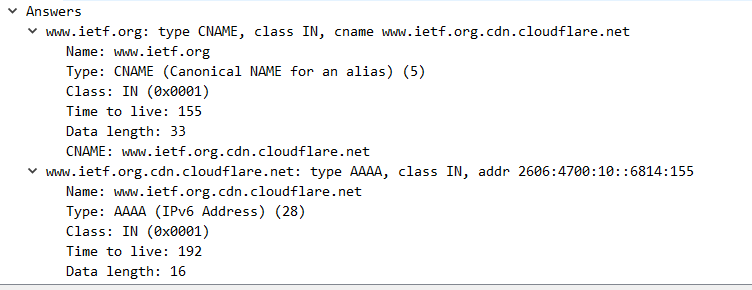 Answers
www.ietf.org: type CNAME, class IN, cname www.ietf.org.cdn.cloudflare.net
Name: www.ietf.org
Type: CNAME (Canonical NAME for an alias) (5)
Class: IN (0x0001)
Time to live: 155
Data length: 33
CNAME: www.ietf.org.cdn.cloudflare.net
www.ietf.org.cdn.cloudflare.net: type AAAA, class IN, addr 2606:4700:10::6814:155
Name: www.ietf.org.cdn.cloudflare.net
Type: AAAA (IPv6 Address) (28)
Class: IN (0x0001)
Time to live: 192
Data length: 16